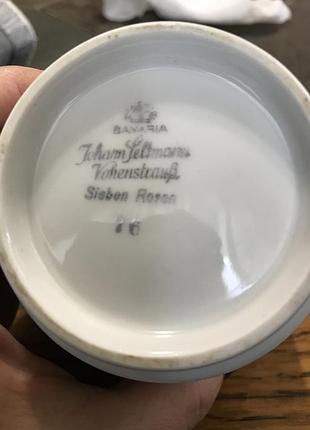 BAVARIA
Johann Seltmann
Vohenstrauß
Sieben Rosen